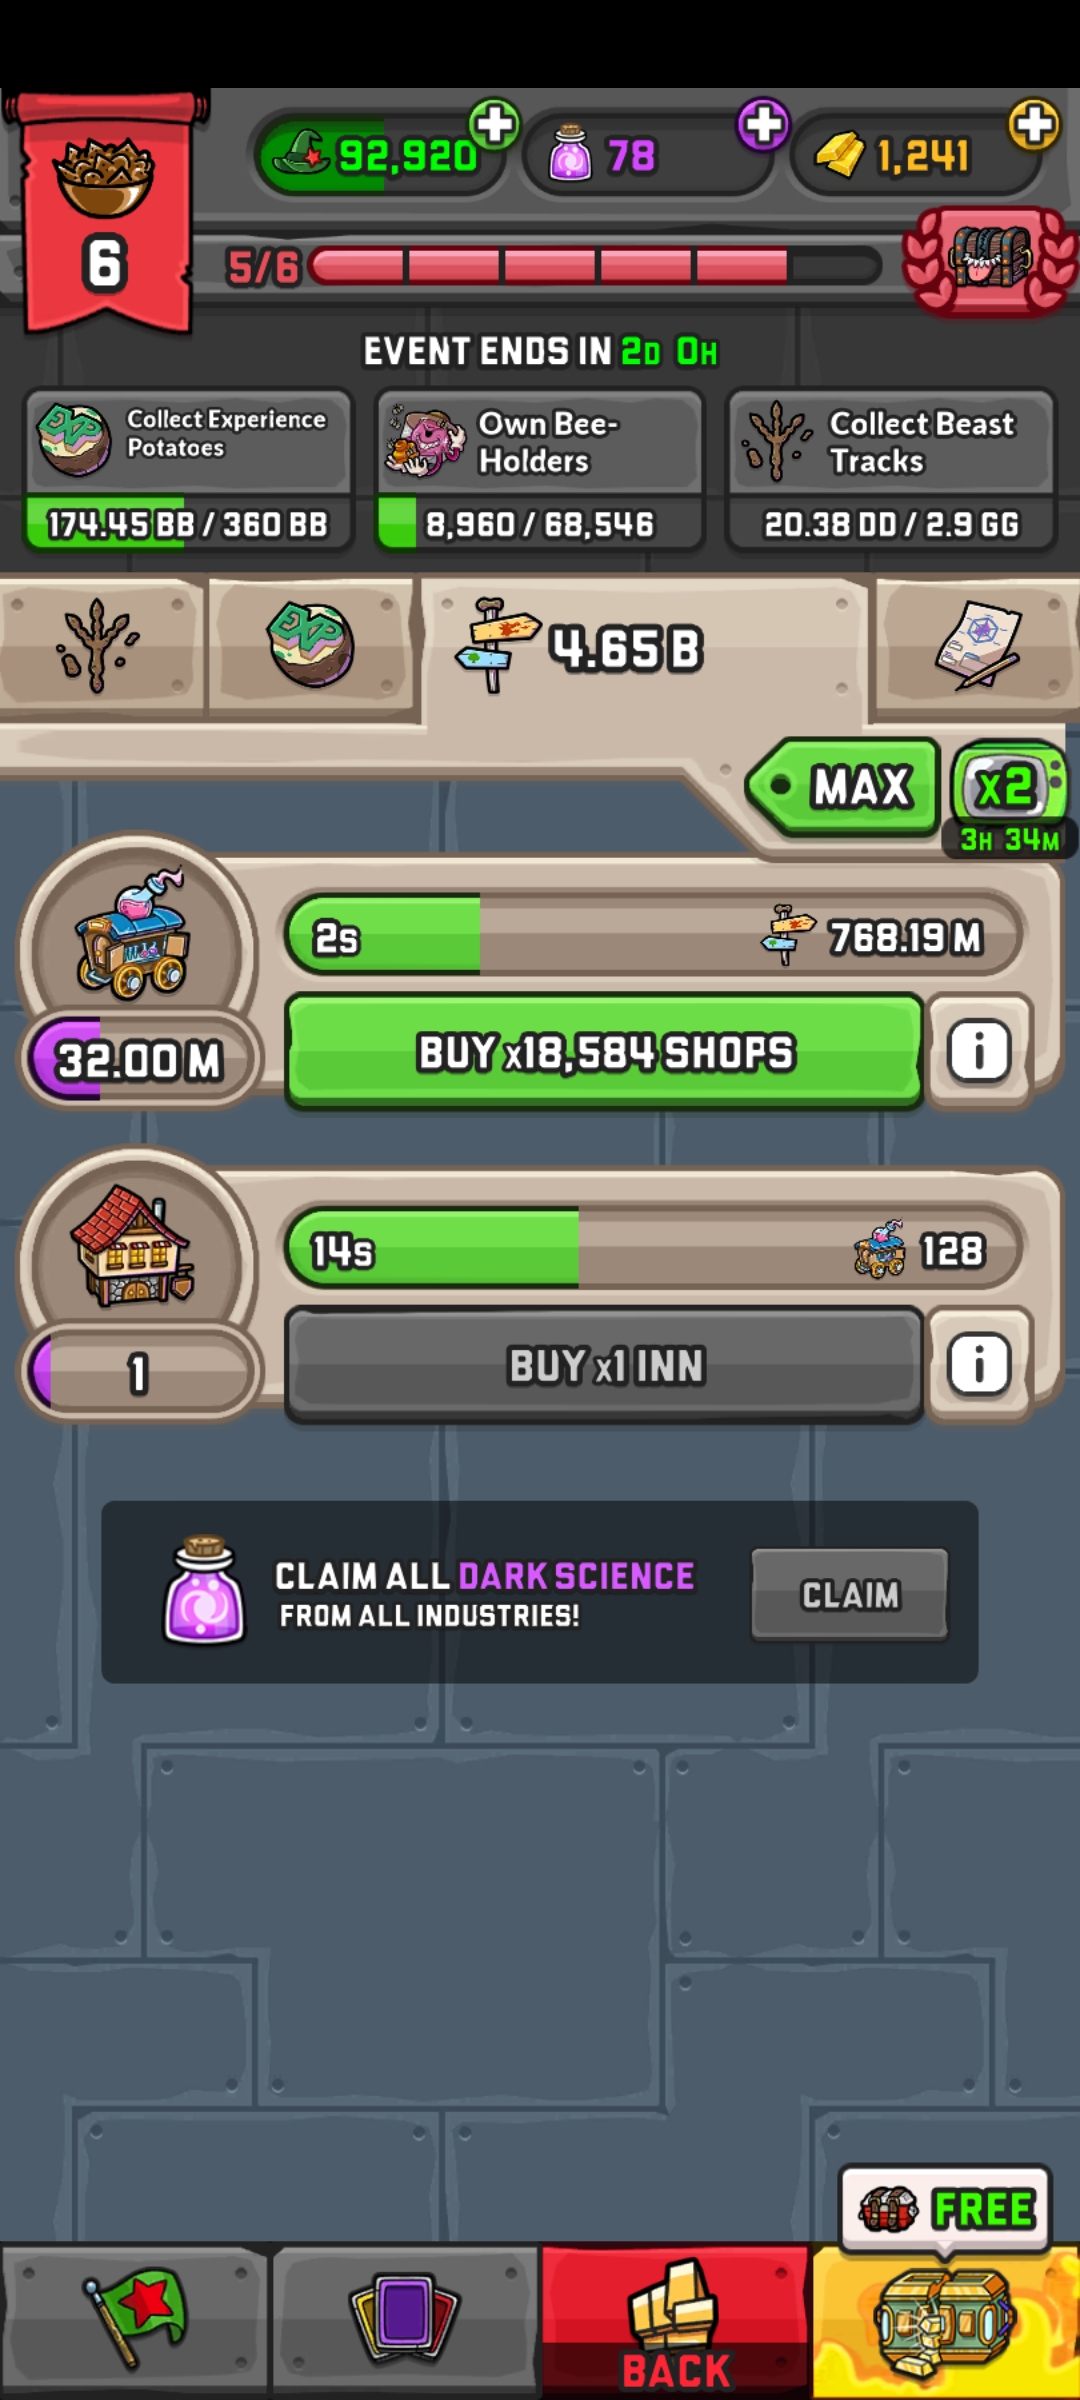 92,920
78
1,241
6
5/6
EVENT ENDS IN 2D 0H
Collect Experience
Potatoes
174.45 BB / 360 BB
Own Bee-
Holders
8,960 / 68,546
Collect Beast
Tracks
20.38 DD / 2.9 GG
EXP
4.65 B
MAX
x2
3H 34M
2s
768.19 M
32.00 M
BUY x18,584 SHOPS
i
14s
128
1
BUY x1 INN
i
CLAIM ALL DARK SCIENCE
FROM ALL INDUSTRIES!
CLAIM
FREE
BACK